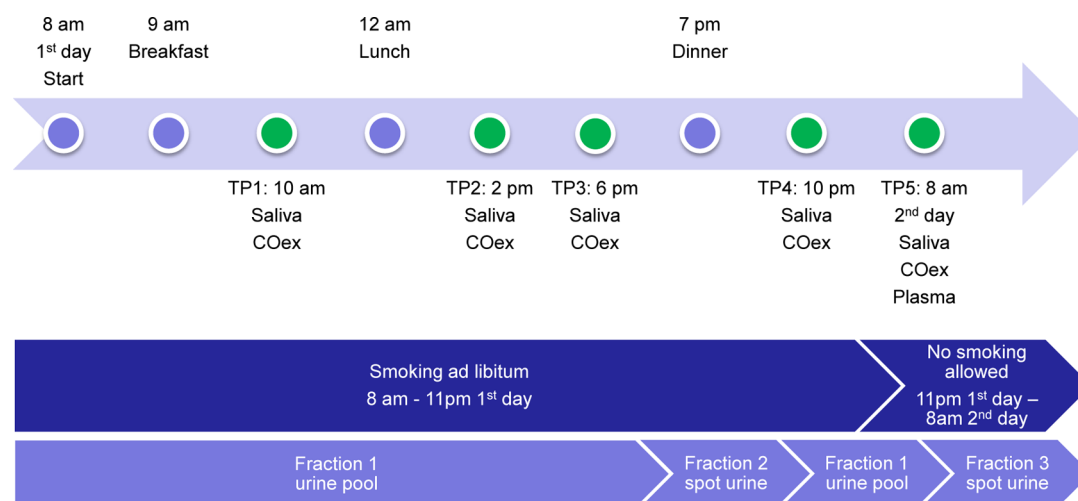 8 am
1st day
Start
9 am
Breakfast
12 am
Lunch
7 pm
Dinner
TP1: 10 am
Saliva
COex
TP2: 2 pm
Saliva
COex
TP3: 6 pm
Saliva
COex
TP4: 10 pm
Saliva
COex
TP5: 8 am
2nd day
Saliva
COex
Plasma
Smoking ad libitum
8 am - 11pm 1st day
No smoking
allowed
11pm 1st day –
8am 2nd day
Fraction 1
urine pool
Fraction 2
spot urine
Fraction 1
urine pool
Fraction 3
spot urine